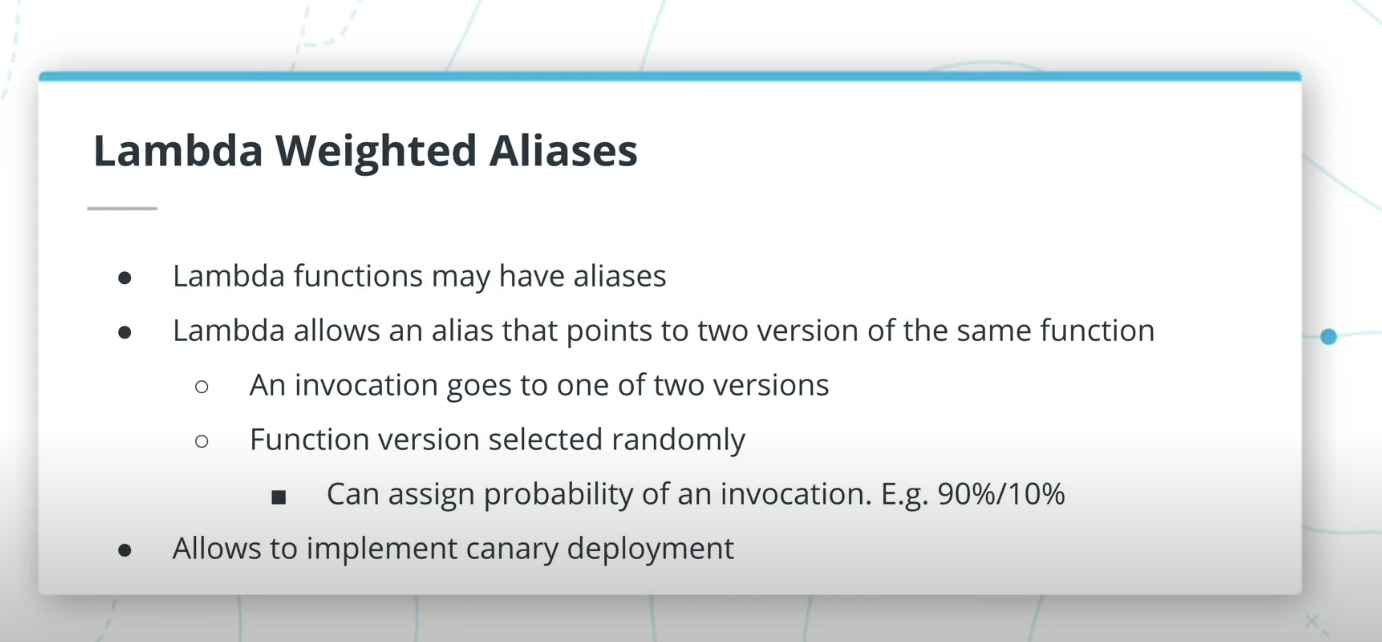 Lambda Weighted Aliases
● Lambda functions may have aliases
● Lambda allows an alias that points to two version of the same function
○ An invocation goes to one of two versions
○ Function version selected randomly
■ Can assign probability of an invocation. E.g. 90%/10%
● Allows to implement canary deployment